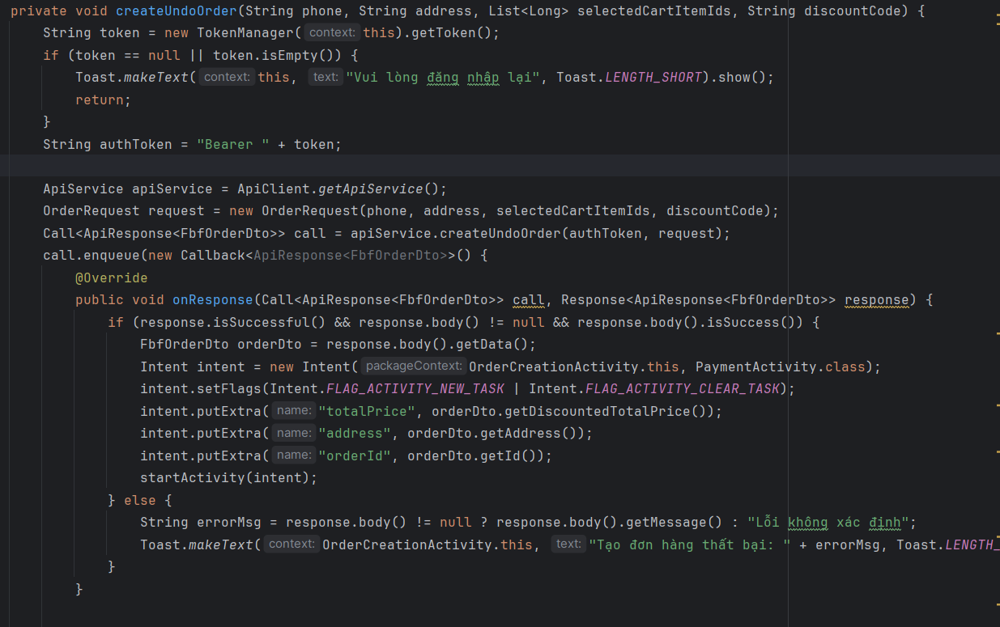 private void createUndoOrder(String phone, String address, List<Long> selectedCartItemIds, String discountCode) {
String token = new TokenManager( context: this).getToken();
if (token == null || token.isEmpty()) {
Toast.makeText( context: this, text: "Vui lòng đăng nhập lại", Toast.LENGTH_SHORT).show();
return;
}
String authToken = "Bearer " + token;
ApiService apiService = ApiClient.getApiService();
OrderRequest request = new OrderRequest(phone, address, selectedCartItemIds, discountCode);
Call<ApiResponse<FbfOrderDto>> call = apiService.createUndoOrder(authToken, request);
call.enqueue(new Callback<ApiResponse<FbfOrderDto>>() {
@Override
public void onResponse(Call<ApiResponse<FbfOrderDto>> call, Response<ApiResponse<FbfOrderDto>> response) {
if (response.isSuccessful() && response.body() != null && response.body().isSuccess()) {
FbfOrderDto orderDto = response.body().getData();
Intent intent = new Intent( packageContext: OrderCreationActivity.this, PaymentActivity.class);
intent.setFlags(Intent.FLAG_ACTIVITY_NEW_TASK | Intent.FLAG_ACTIVITY_CLEAR_TASK);
intent.putExtra( name: "totalPrice", orderDto.getDiscountedTotalPrice());
intent.putExtra( name: "address", orderDto.getAddress());
intent.putExtra( name: "orderId", orderDto.getId());
startActivity(intent);
} else {
String errorMsg = response.body() != null ? response.body().getMessage() : "Lỗi không xác định";
Toast.makeText( context: OrderCreationActivity.this, text: "Tạo đơn hàng thất bại: " + errorMsg, Toast.LENGTH_
}
}